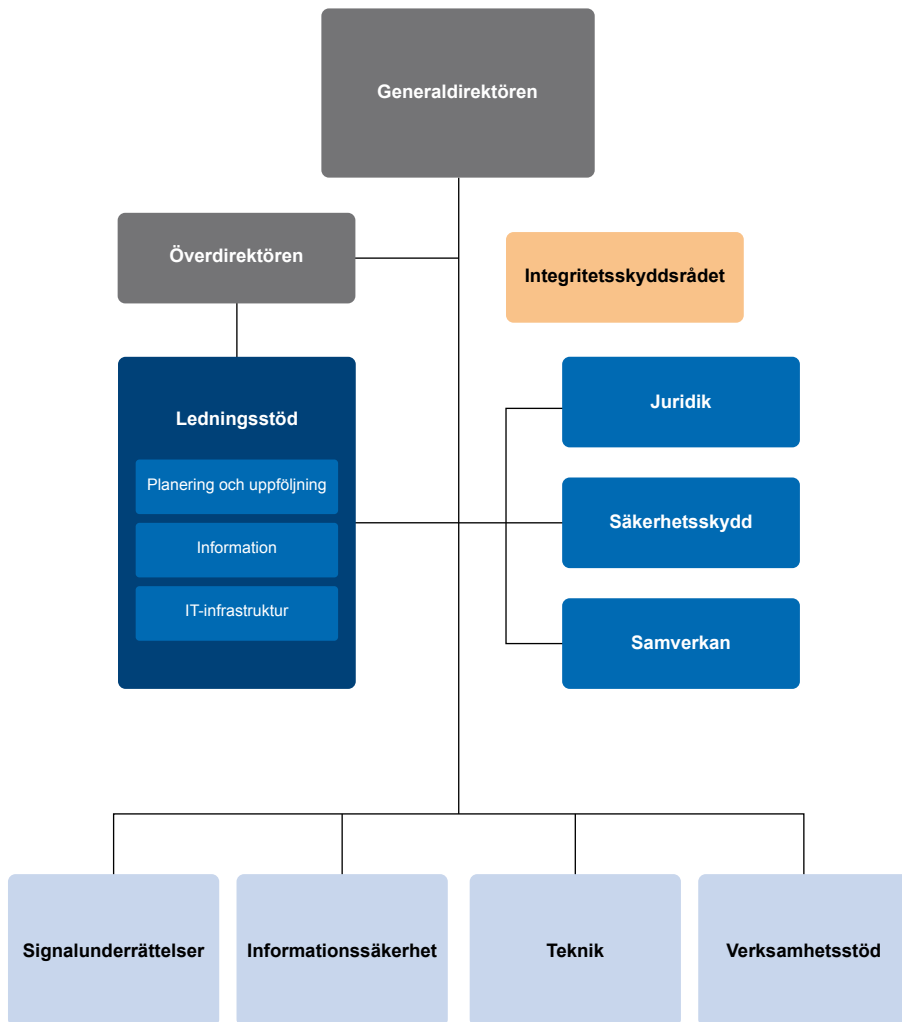 Generaldirektören
Överdirektören
Integritetsskyddsrådet
Ledningsstöd
Planering och uppföljning
Information
IT-infrastruktur
Juridik
Säkerhetsskydd
Samverkan
Signalunderrättelser
Informationssäkerhet
Teknik
Verksamhetsstöd